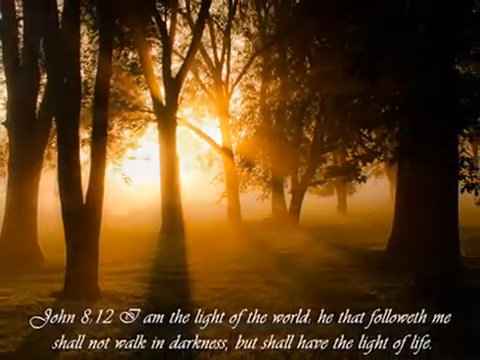 John 8:12 I am the light of the world: he that followeth me
shall not walk in darkness, but shall have the light of life.